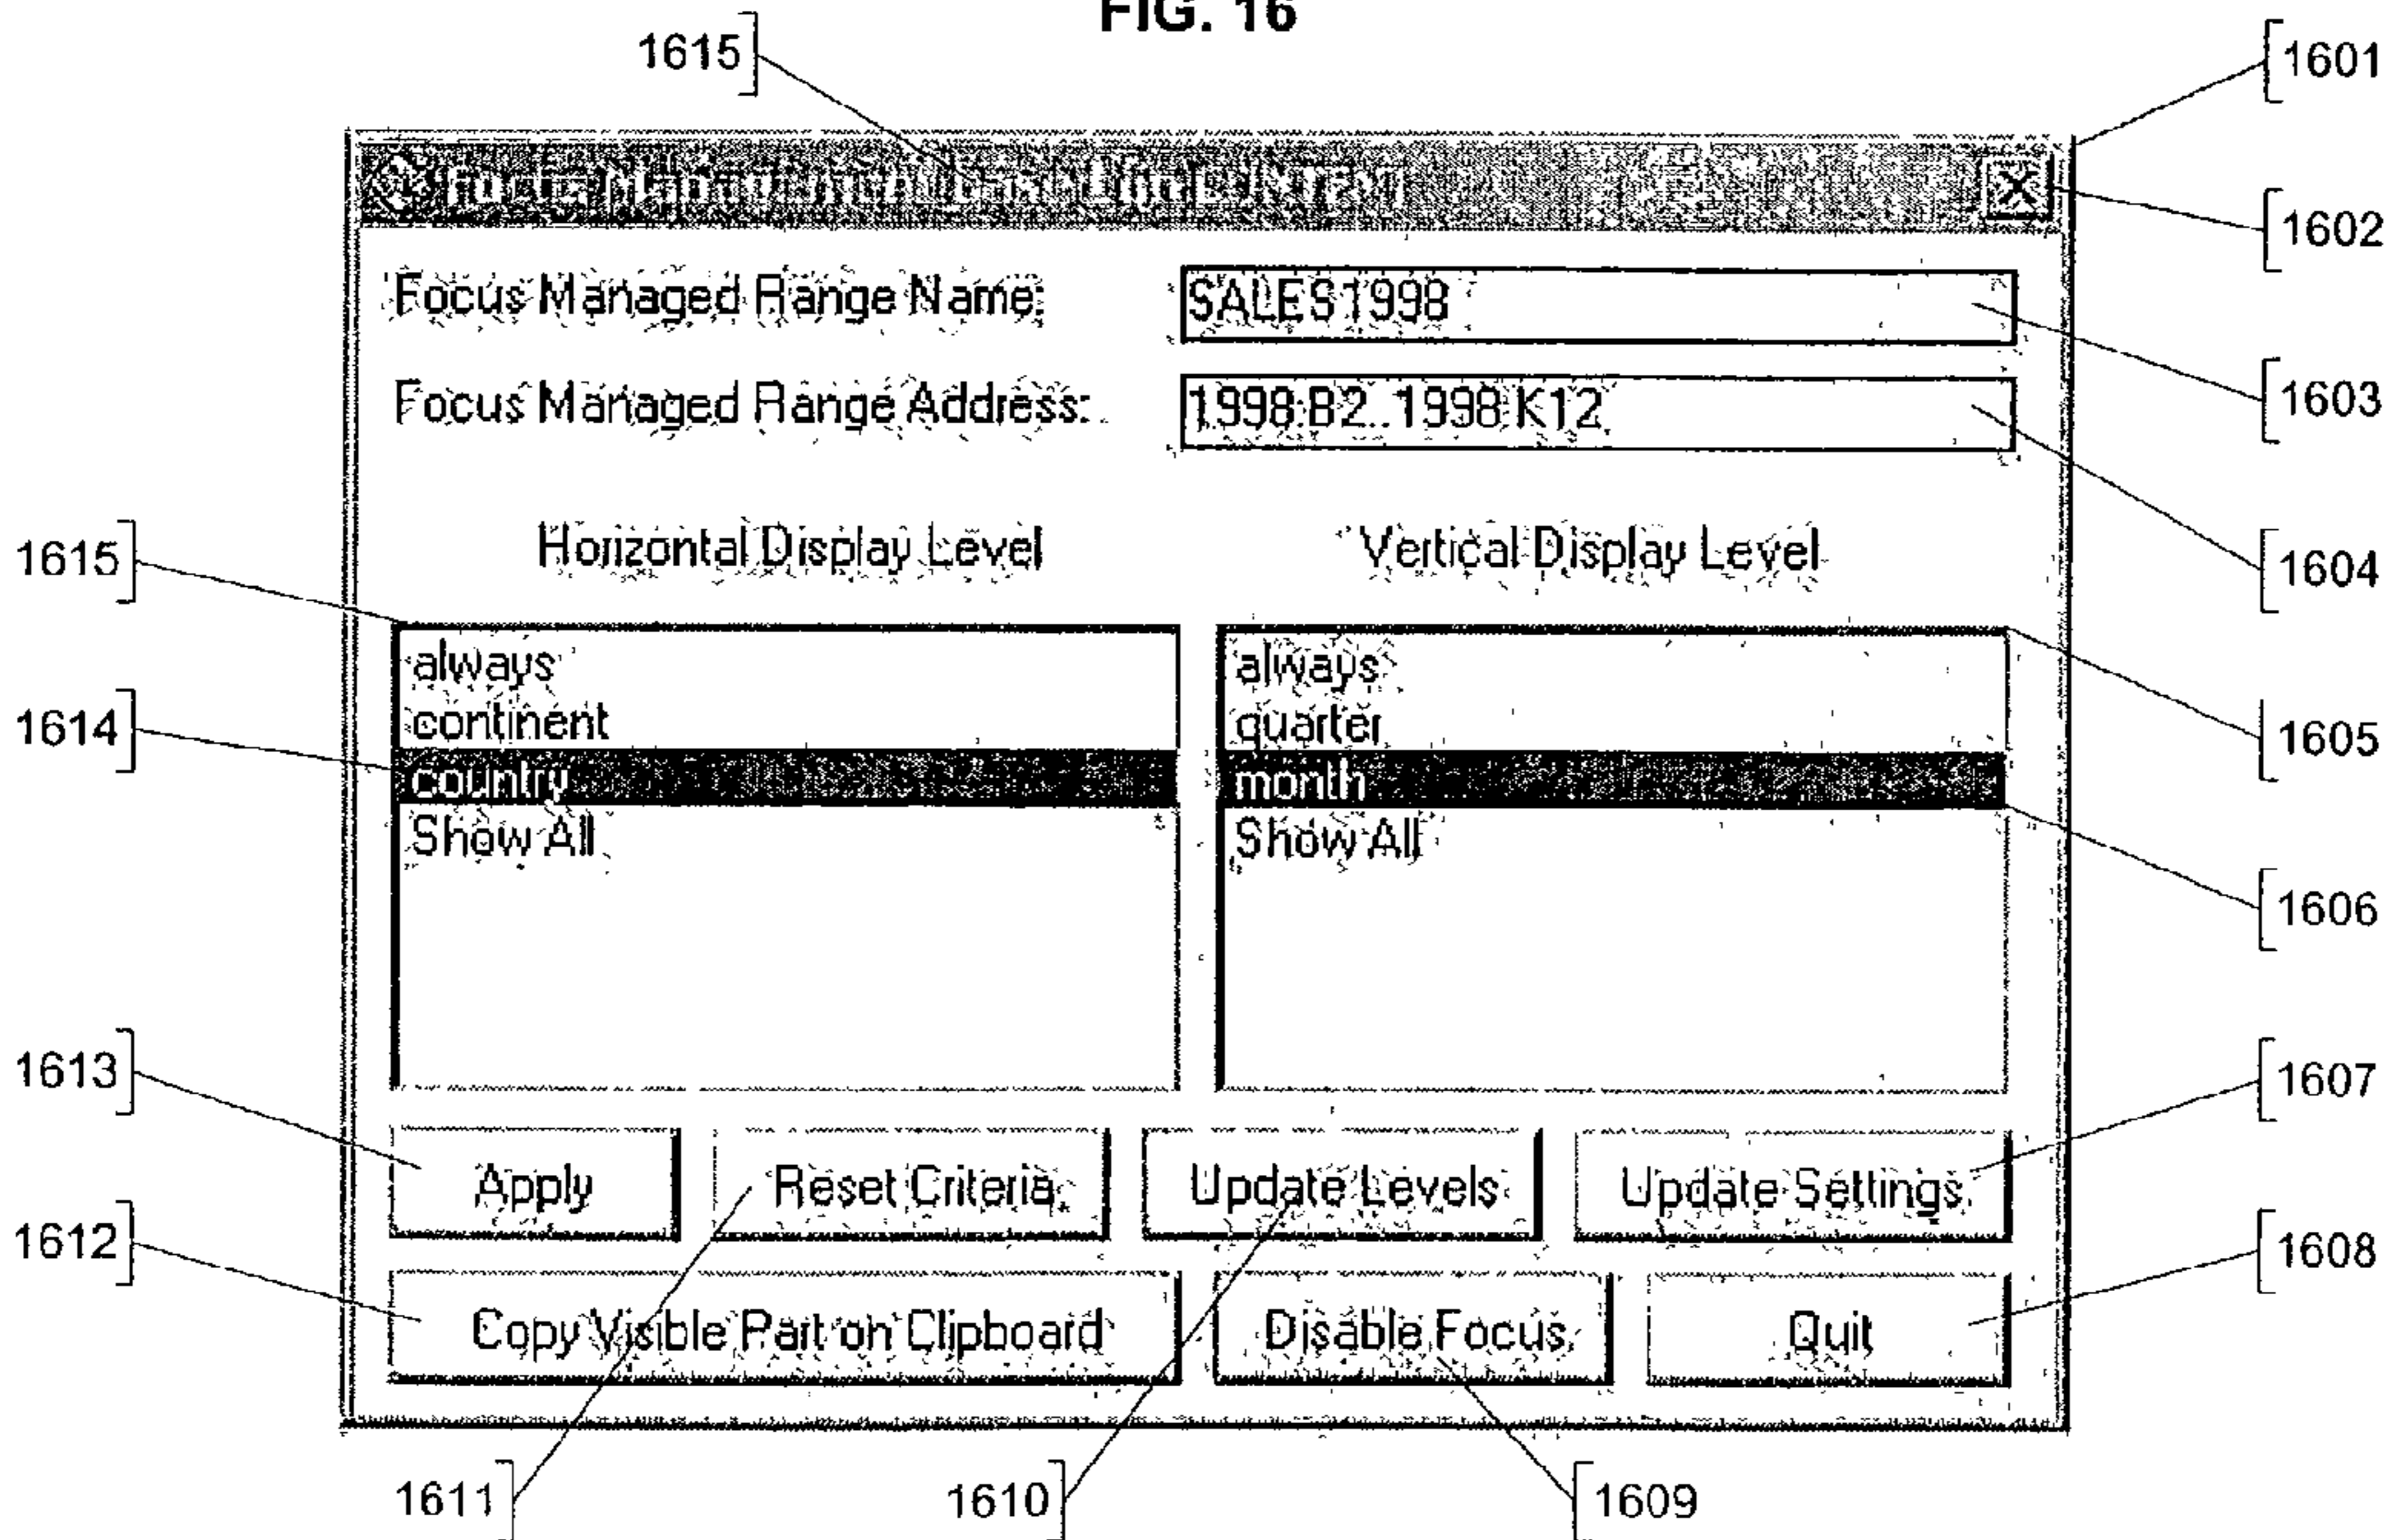 FIG. 16
1615
1601
1602
Focus Managed Range Name:
SALES1998
1603
Focus Managed Range Address:
1998:B2..1998:K12
1604
Horizontal Display Level
Vertical Display Level
1615
always
continent
country
Show All
always
quarter
month
Show All
1614
1605
1606
1613
1607
Apply
Reset Criteria
Update Levels
Update Settings
1612
1608
Copy Visible Part on Clipboard
Disable Focus
Quit
1611
1610
1609